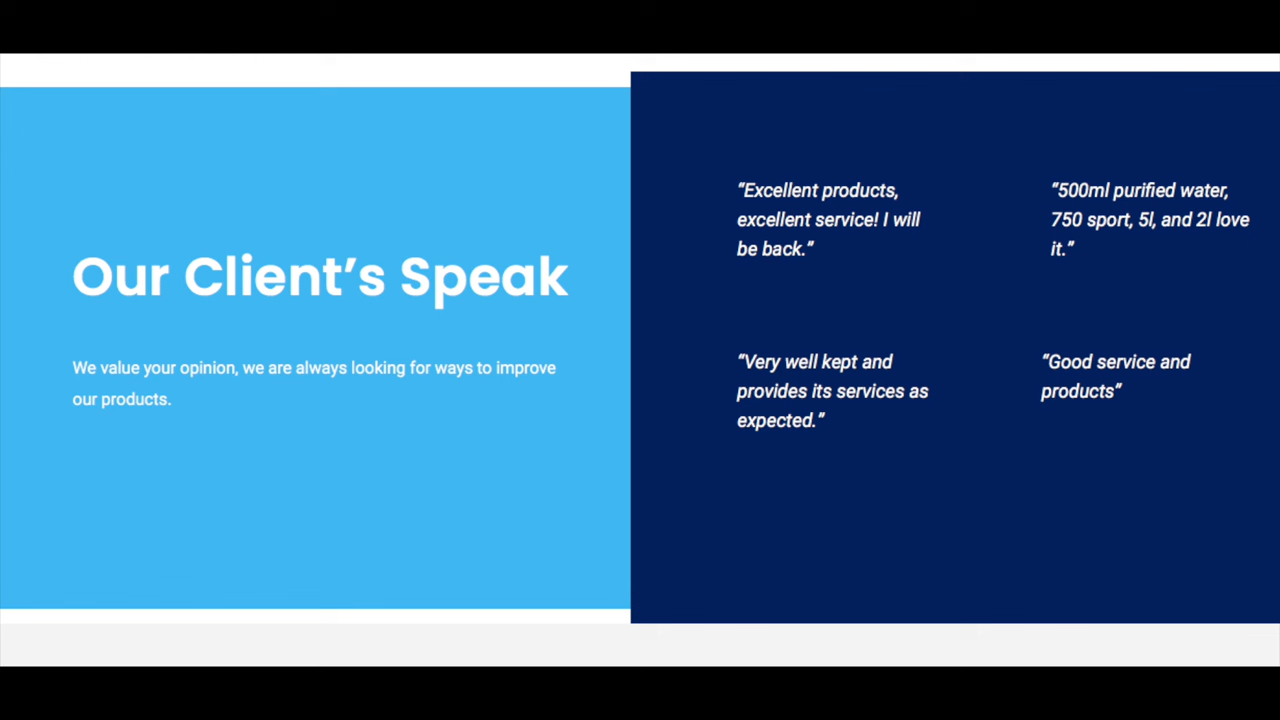 Our Client’s Speak
We value your opinion, we are always looking for ways to improve
our products.
“Excellent products,
excellent service! I will
be back.”
“500ml purified water,
750 sport, 5l, and 2l love
it.”
“Very well kept and
provides its services as
expected.”
“Good service and
products“